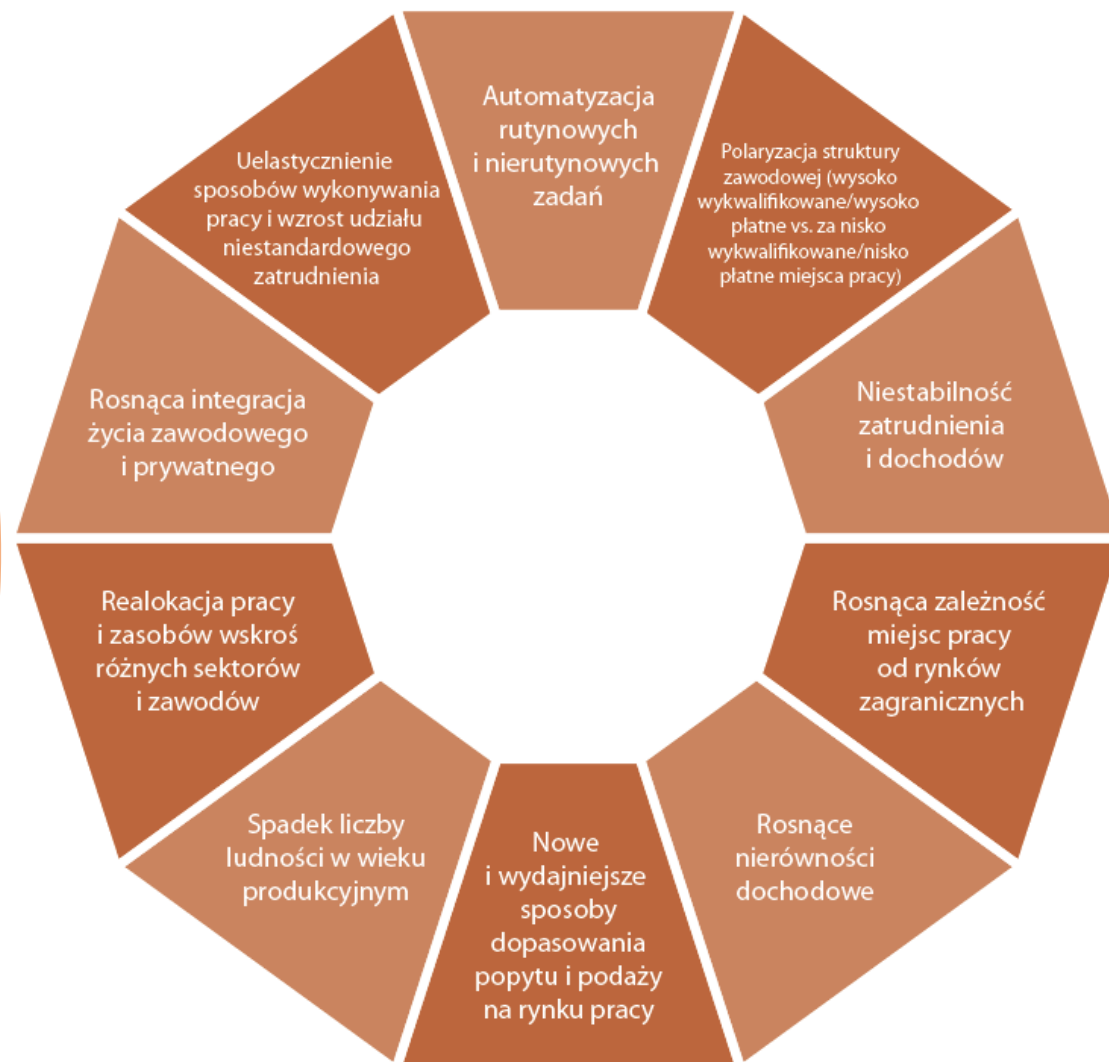 Automatyzacja
rutynowych
i nierutynowych
zadań
Polaryzacja struktury
zawodowej (wysoko
wykwalifikowane/wysoko
płatne vs. za nisko
wykwalifikowane/nisko
płatne miejsca pracy)
Niestabilność
zatrudnienia
i dochodów
Rosnąca zależność
miejsc pracy
od rynków
zagranicznych
Rosnące
nierówności
dochodowe
Nowe
i wydajniejsze
sposoby
dopasowania
popytu i podaży
na rynku pracy
Spadek liczby
ludności w wieku
produkcyjnym
Realokacja pracy
i zasobów wskroś
różnych sektorów
i zawodów
Rosnąca integracja
życia zawodowego
i prywatnego
Uelastycznienie
sposobów wykonywania
pracy i wzrost udziału
niestandardowego
zatrudnienia